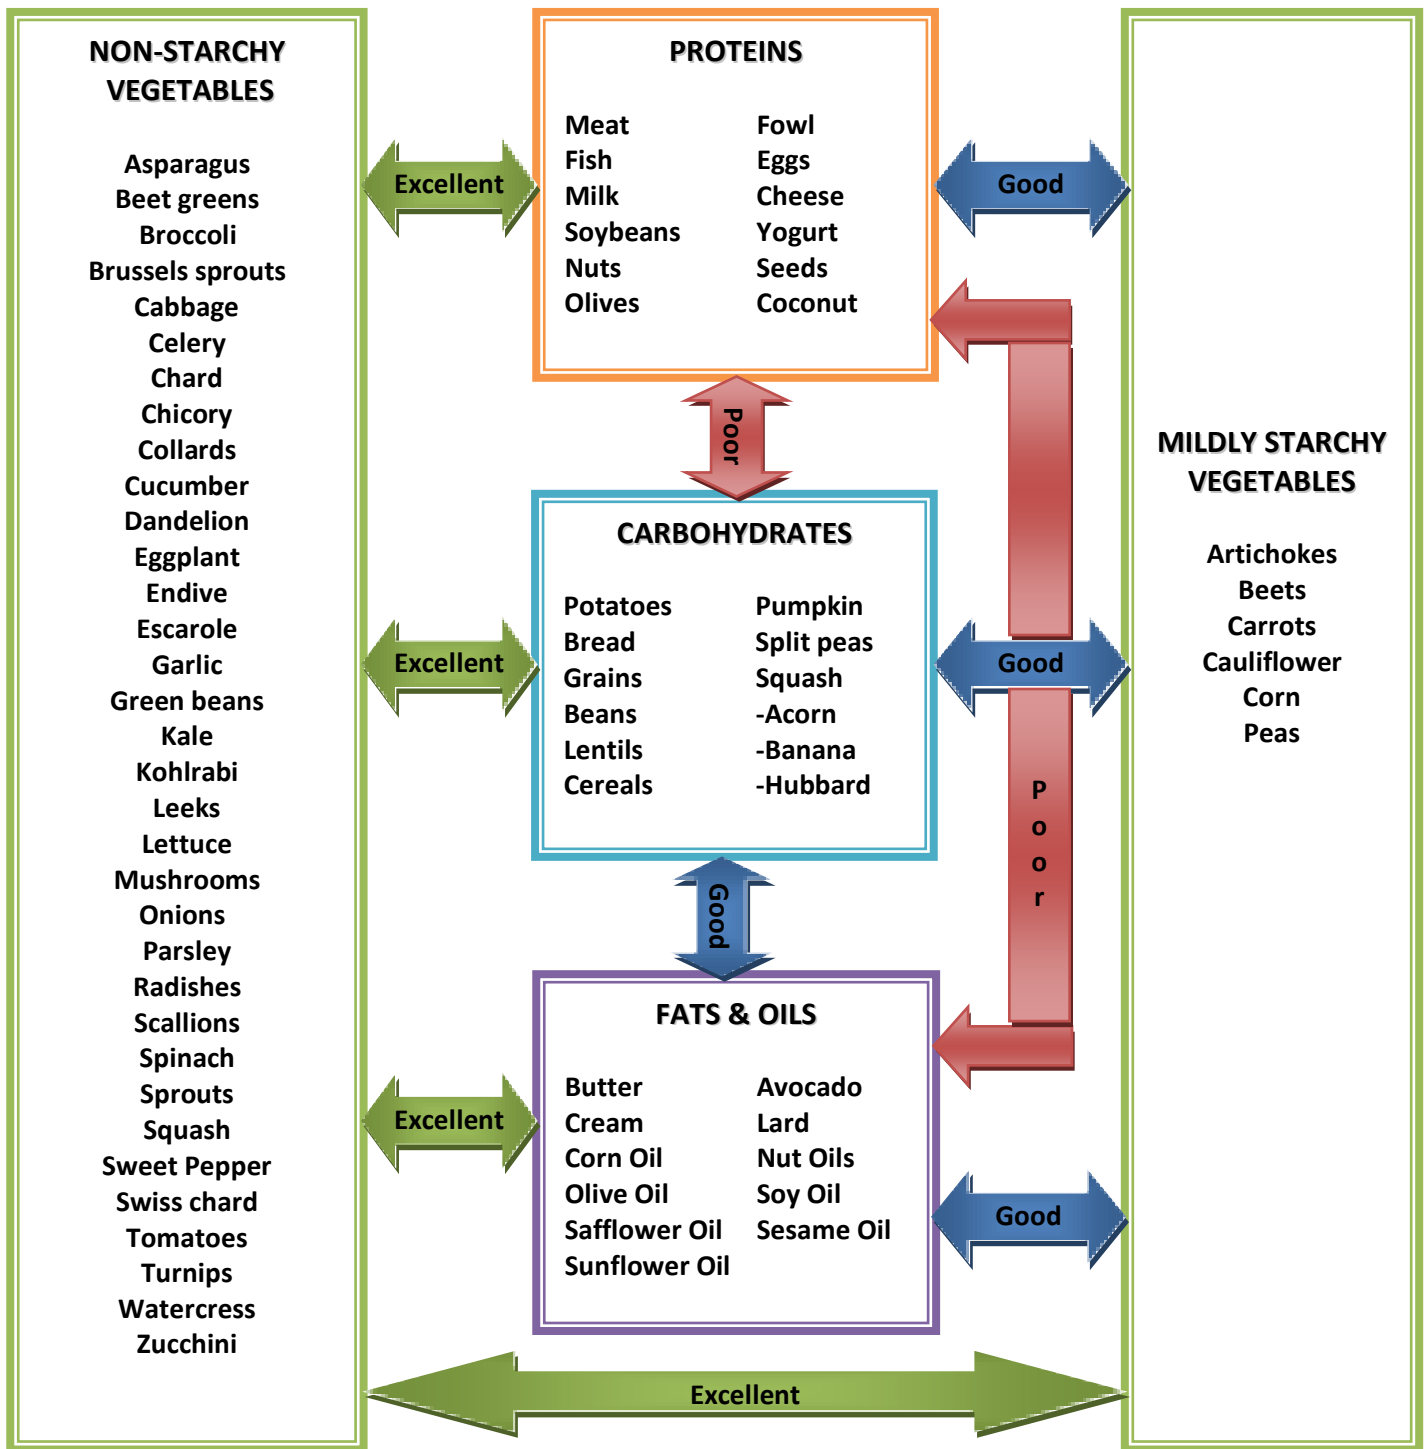 NON-STARCHY
VEGETABLES
Asparagus
Beet greens
Broccoli
Brussels sprouts
Cabbage
Celery
Chard
Chicory
Collards
Cucumber
Dandelion
Eggplant
Endive
Escarole
Garlic
Green beans
Kale
Kohlrabi
Leeks
Lettuce
Mushrooms
Onions
Parsley
Radishes
Scallions
Spinach
Sprouts
Squash
Sweet Pepper
Swiss chard
Tomatoes
Turnips
Watercress
Zucchini
Excellent
Excellent
Excellent
PROTEINS
Meat Fowl
Fish Eggs
Milk Cheese
Soybeans Yogurt
Nuts Seeds
Olives Coconut
Poor
CARBOHYDRATES
Potatoes Pumpkin
Bread Split peas
Grains Squash
Beans -Acorn
Lentils -Banana
Cereals -Hubbard
Good
FATS & OILS
Butter Avocado
Cream Lard
Corn Oil Nut Oils
Olive Oil Soy Oil
Safflower Oil Sesame Oil
Sunflower Oil
Good
Good
Poor
Good
MILDLY STARCHY
VEGETABLES
Artichokes
Beets
Carrots
Cauliflower
Corn
Peas
Excellent